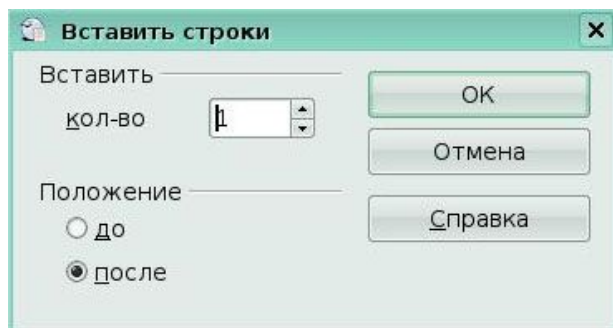 Вставить строки
Вставить
кол-во 1
Положение
до
после
OK
Отмена
Справка